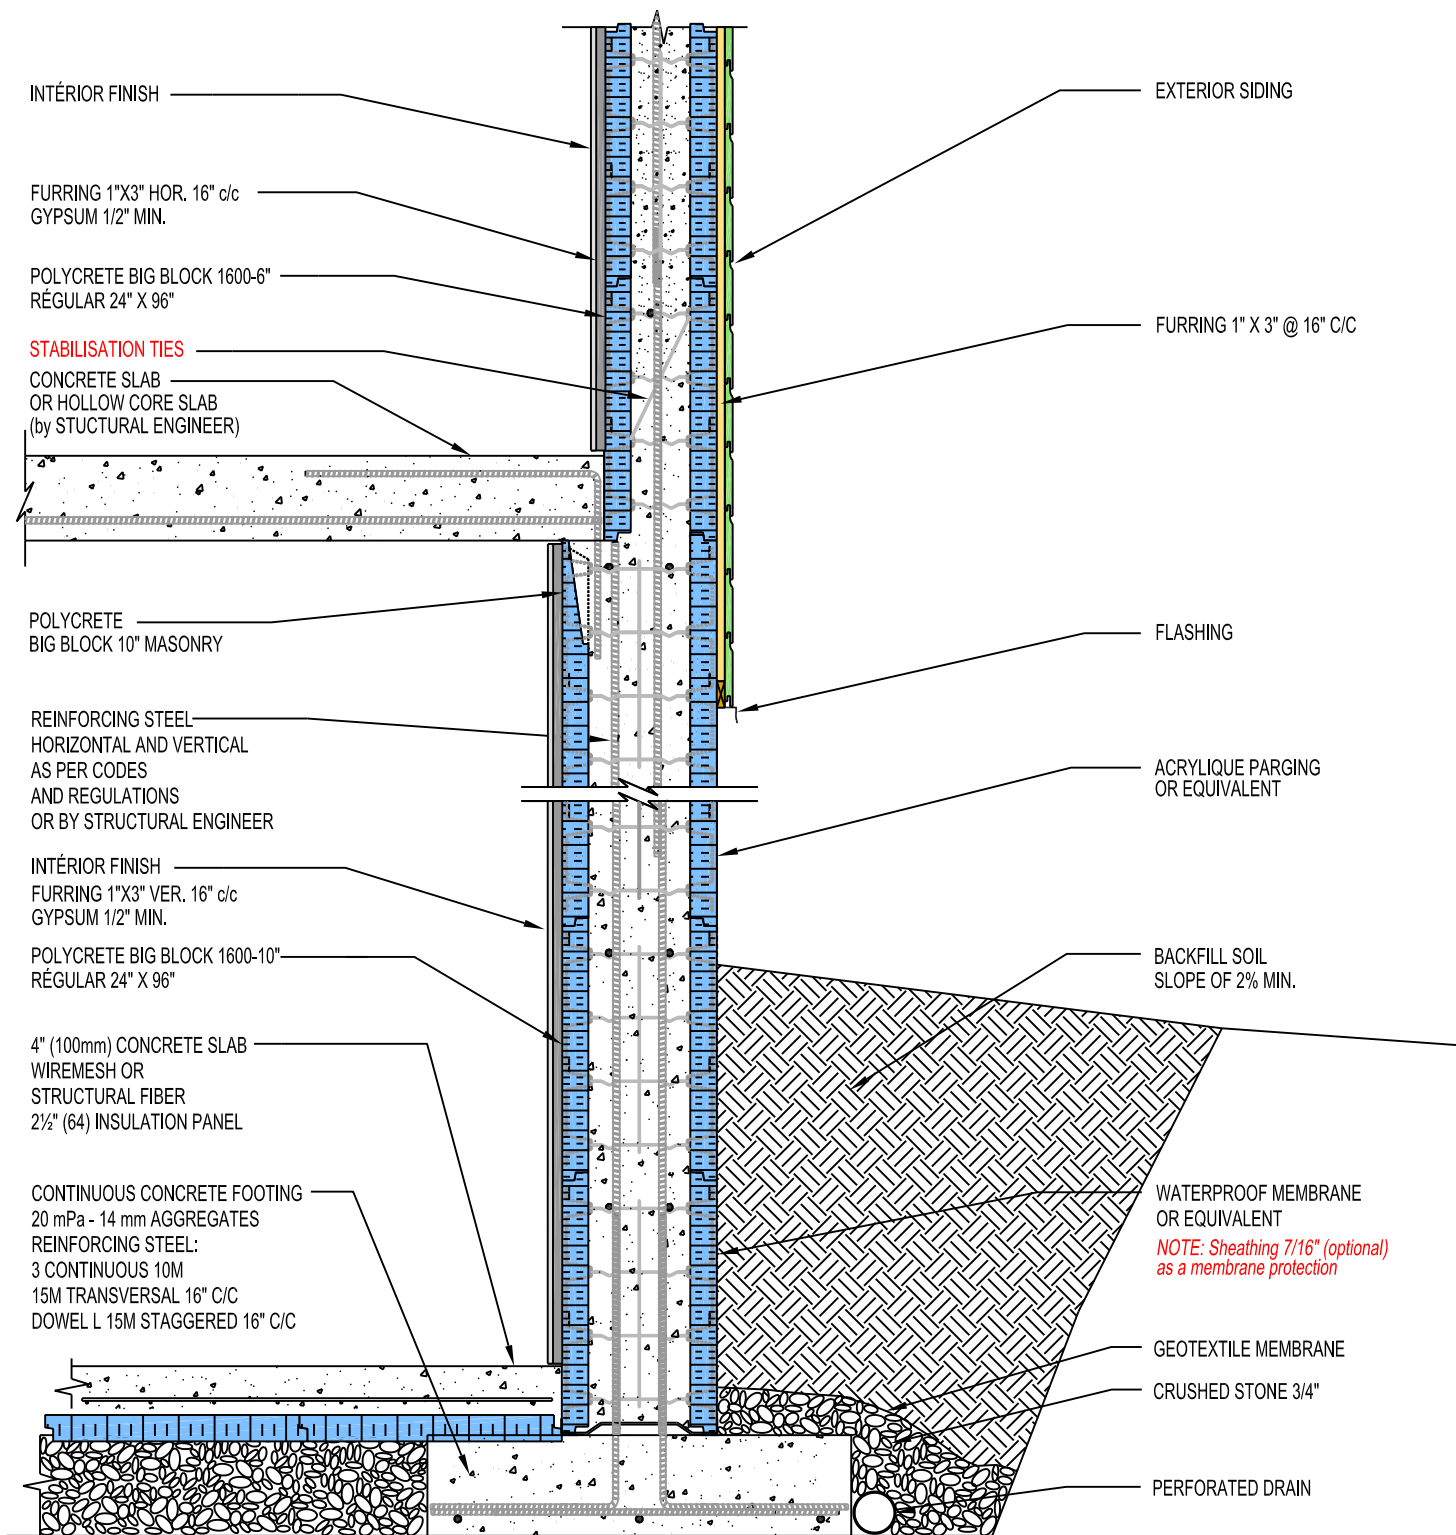 INTÉRIOR FINISH
FURRING 1"X3" HOR. 16" c/c
GYPSUM 1/2" MIN.
POLYCRETE BIG BLOCK 1600-6"
RÉGULAR 24" X 96"
STABILISATION TIES
CONCRETE SLAB
OR HOLLOW CORE SLAB
(by STUCTURAL ENGINEER)
POLYCRETE
BIG BLOCK 10" MASONRY
REINFORCING STEEL
HORIZONTAL AND VERTICAL
AS PER CODES
AND REGULATIONS
OR BY STRUCTURAL ENGINEER
INTÉRIOR FINISH
FURRING 1"X3" VER. 16" c/c
GYPSUM 1/2" MIN.
POLYCRETE BIG BLOCK 1600-10"
RÉGULAR 24" X 96"
4" (100mm) CONCRETE SLAB
WIREMESH OR
STRUCTURAL FIBER
2½" (64) INSULATION PANEL
CONTINUOUS CONCRETE FOOTING
20 mPa - 14 mm AGGREGATES
REINFORCING STEEL:
3 CONTINUOUS 10M
15M TRANSVERSAL 16" C/C
DOWEL L 15M STAGGERED 16" C/C
EXTERIOR SIDING
FURRING 1" X 3" @ 16" C/C
FLASHING
ACRYLIQUE PARGING
OR EQUIVALENT
BACKFILL SOIL
SLOPE OF 2% MIN.
WATERPROOF MEMBRANE
OR EQUIVALENT
NOTE: Sheathing 7/16" (optional)
as a membrane protection
GEOTEXTILE MEMBRANE
CRUSHED STONE 3/4"
PERFORATED DRAIN